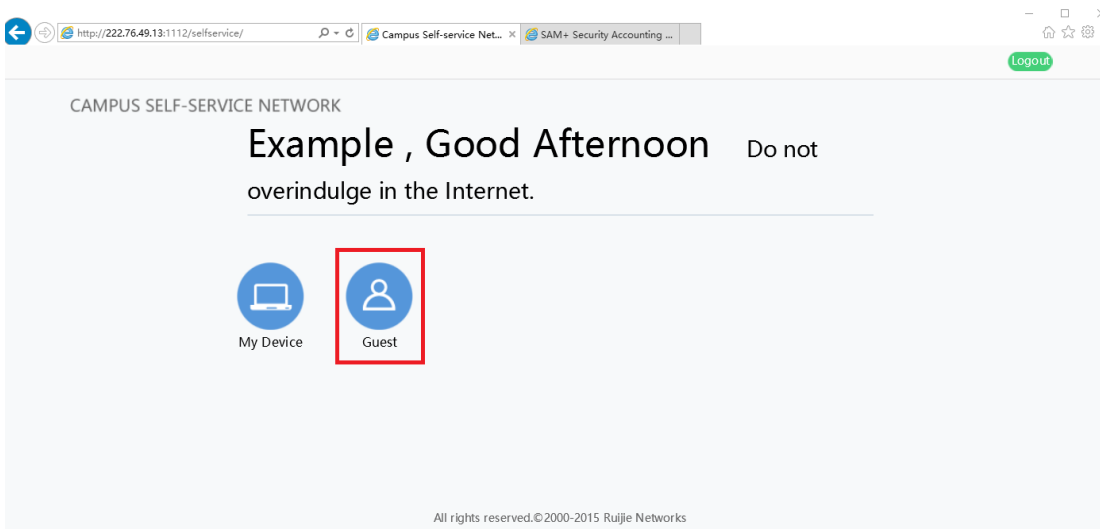 http://222.76.49.13:1112/selfservice/
Campus Self-service Net...
SAM+ Security Accounting ...
Logout
CAMPUS SELF-SERVICE NETWORK
Example , Good Afternoon Do not
overindulge in the Internet.
My Device
Guest
All rights reserved.©2000-2015 Ruijie Networks